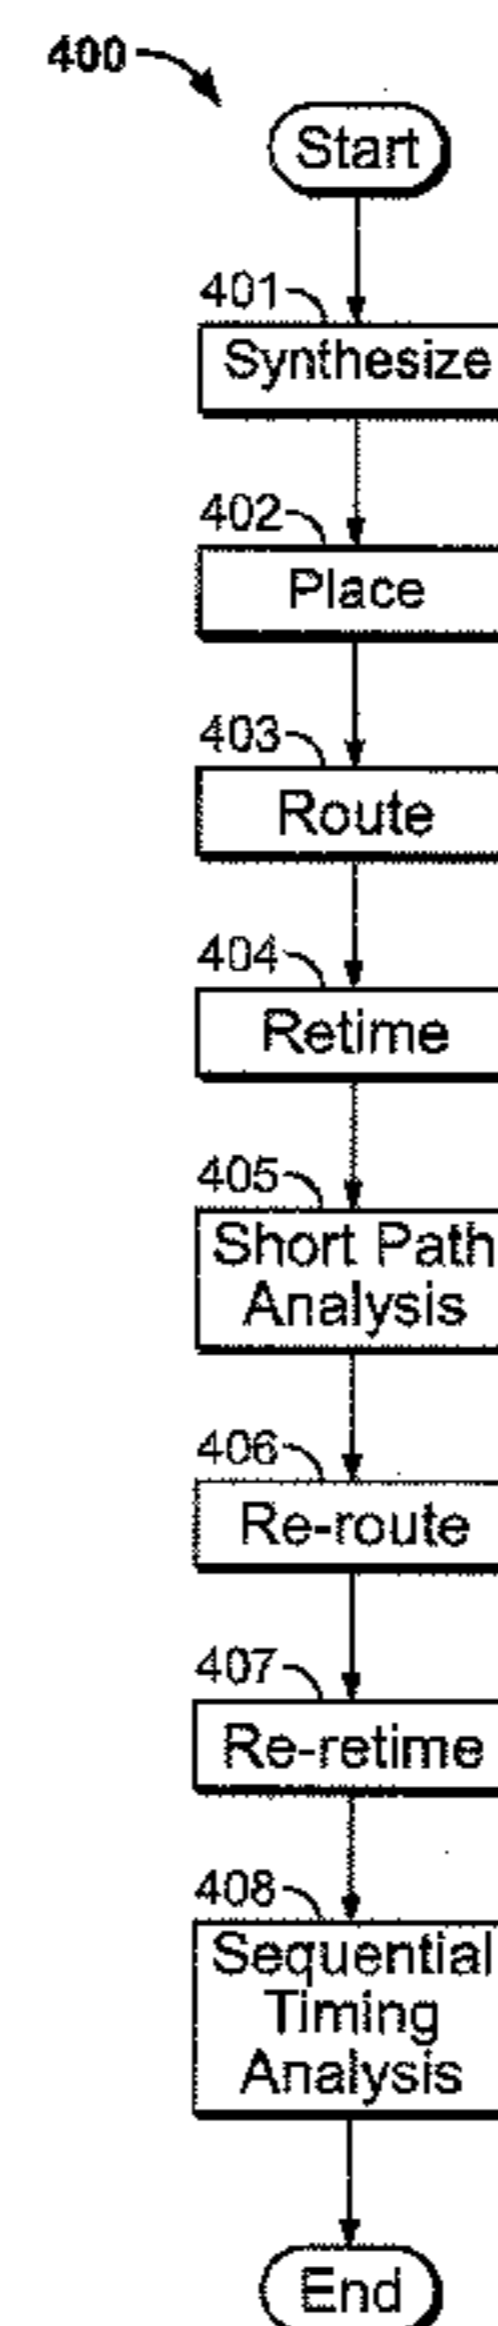 400
Start
401
Synthesize
402
Place
403
Route
404
Retime
405
Short Path
Analysis
406
Re-route
407
Re-retime
408
Sequential
Timing
Analysis
End